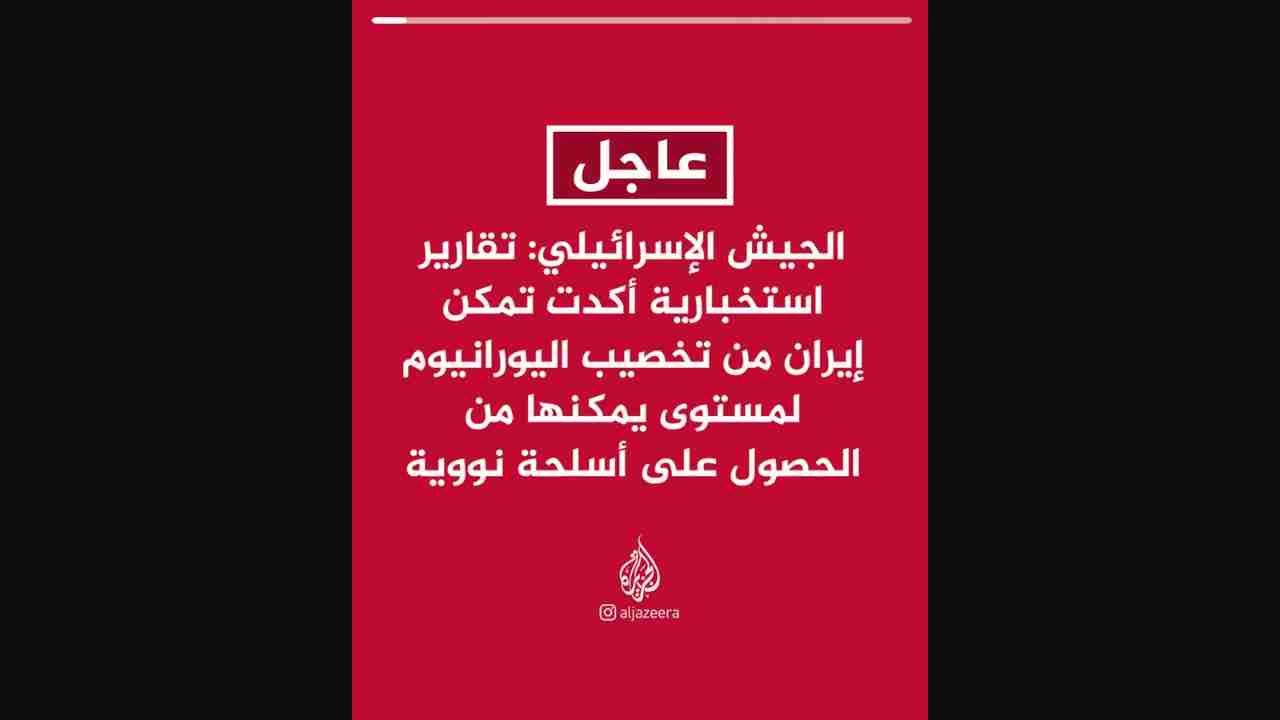 عاجل
الجيش الإسرائيلي: تقارير
استخبارية أكدت تمكن
إيران من تخصيب اليورانيوم
لمستوى يمكنها من
الحصول على أسلحة نووية
الجزيرة
aljazeera